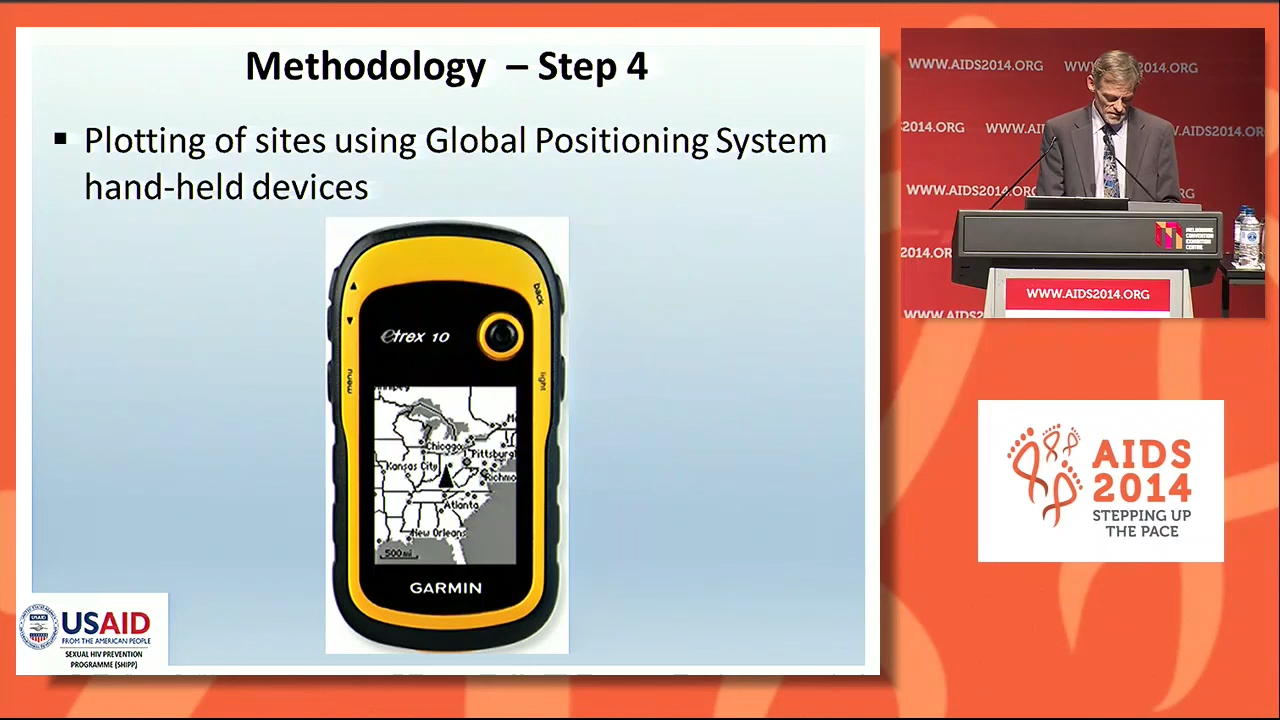 Methodology – Step 4
▪ Plotting of sites using Global Positioning System
hand-held devices
back
etrex 10
menu
light
Chicago
Pittsburgh
Kansas City
Richmo
Atlanta
New Orleans
500 mi
GARMIN
USAID
FROM THE AMERICAN PEOPLE
SEXUAL HIV PREVENTION
PROGRAMME (SHIPP)
WWW.AIDS2014.ORG
.AIDS2014.ORG
WWW.AIDS2014.ORG
WWW.AIDS2014.ORG
AIDS
2014
STEPPING UP
THE PACE